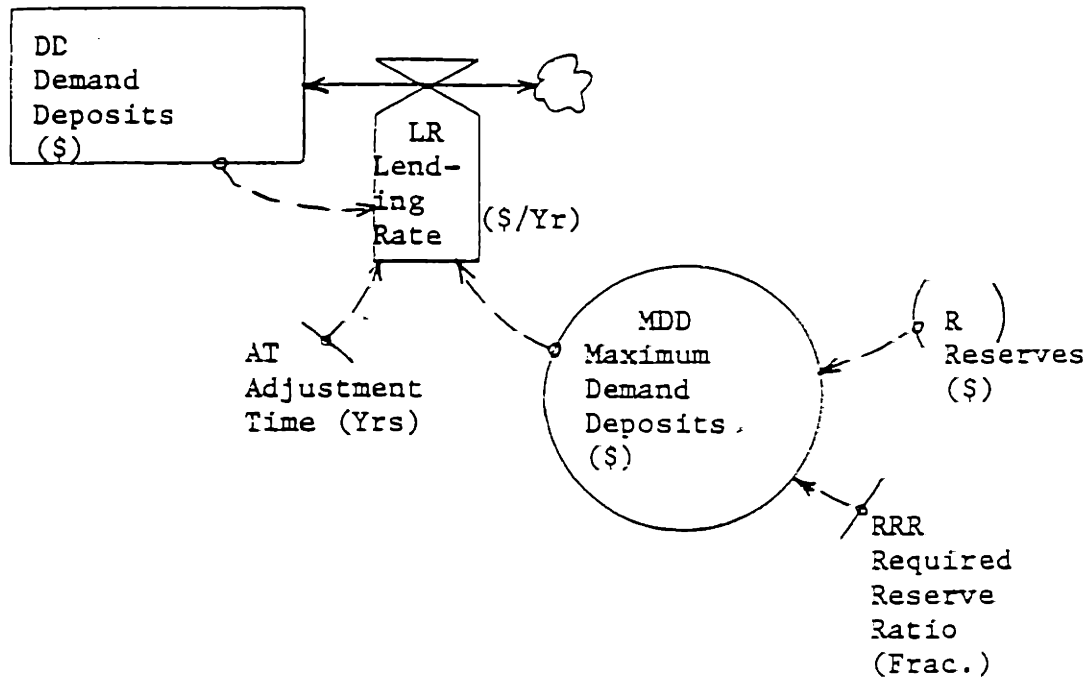 DD
Demand
Deposits
($)
LR
Lend-
ing
Rate
($/Yr)
AT
Adjustment
Time (Yrs)
MDD
Maximum
Demand
Deposits
($)
R
Reserves
($)
RRR
Required
Reserve
Ratio
(Frac.)